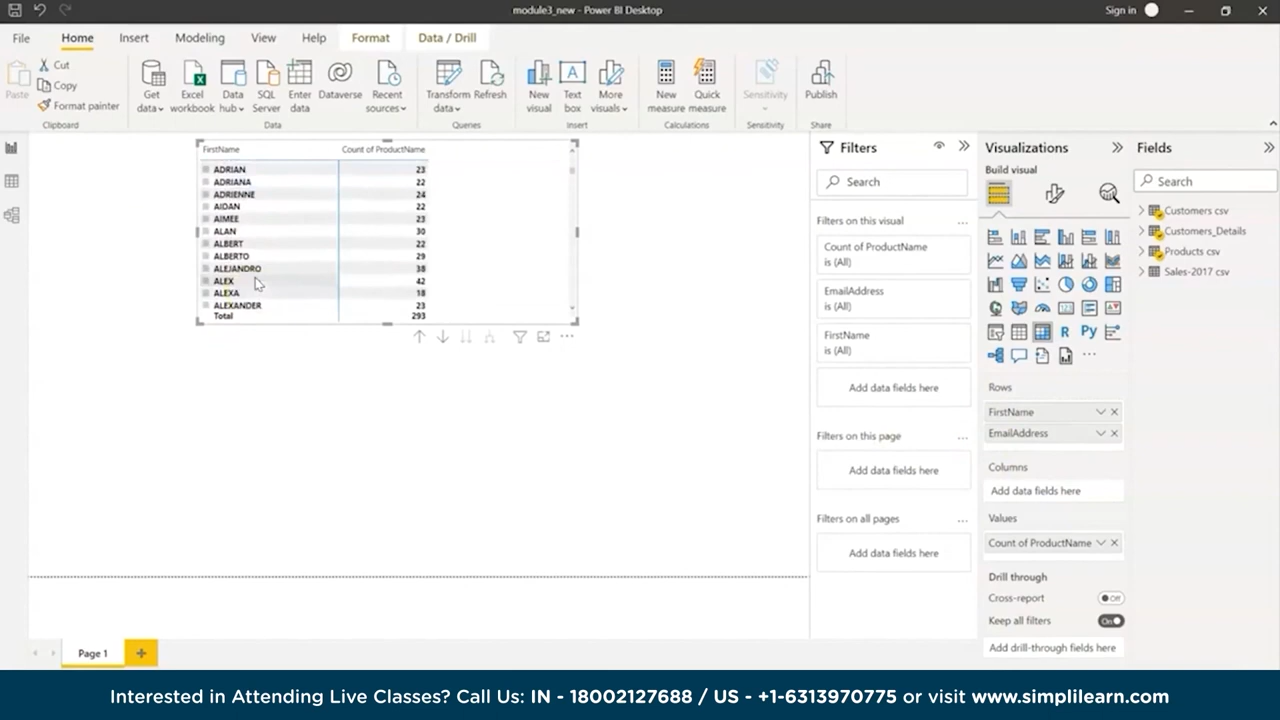 module3_new - Power BI Desktop
Sign in
File Home Insert Modeling View Help Format Data / Drill
Paste
Cut
Copy
Format painter
Clipboard
Get data
Excel workbook
Data hub
SQL Server
Enter data
Dataverse
Recent sources
Data
Transform data
Refresh
Queries
New visual
Text box
More visuals
Insert
New measure
Quick measure
Calculations
Sensitivity
Sensitivity
Publish
Share
FirstName Count of ProductName
ADRIAN 23
ADRIANA 22
ADRIENNE 24
AIDAN 22
AIMEE 23
ALAN 30
ALBERT 22
ALBERTO 29
ALEJANDRO 38
ALEX 42
ALEXA 18
ALEXANDER 23
Total 293
Filters
Search
Filters on this visual
Count of ProductName
is (All)
EmailAddress
is (All)
FirstName
is (All)
Add data fields here
Filters on this page
Add data fields here
Filters on all pages
Add data fields here
Visualizations
Build visual
R Py
Rows
FirstName
EmailAddress
Columns
Add data fields here
Values
Count of ProductName
Drill through
Cross-report Off
Keep all filters On
Add drill-through fields here
Fields
Search
Customers csv
Customers_Details
Products csv
Sales-2017 csv
Page 1
Interested in Attending Live Classes? Call Us: IN - 18002127688 / US - +1-6313970775 or visit www.simplilearn.com